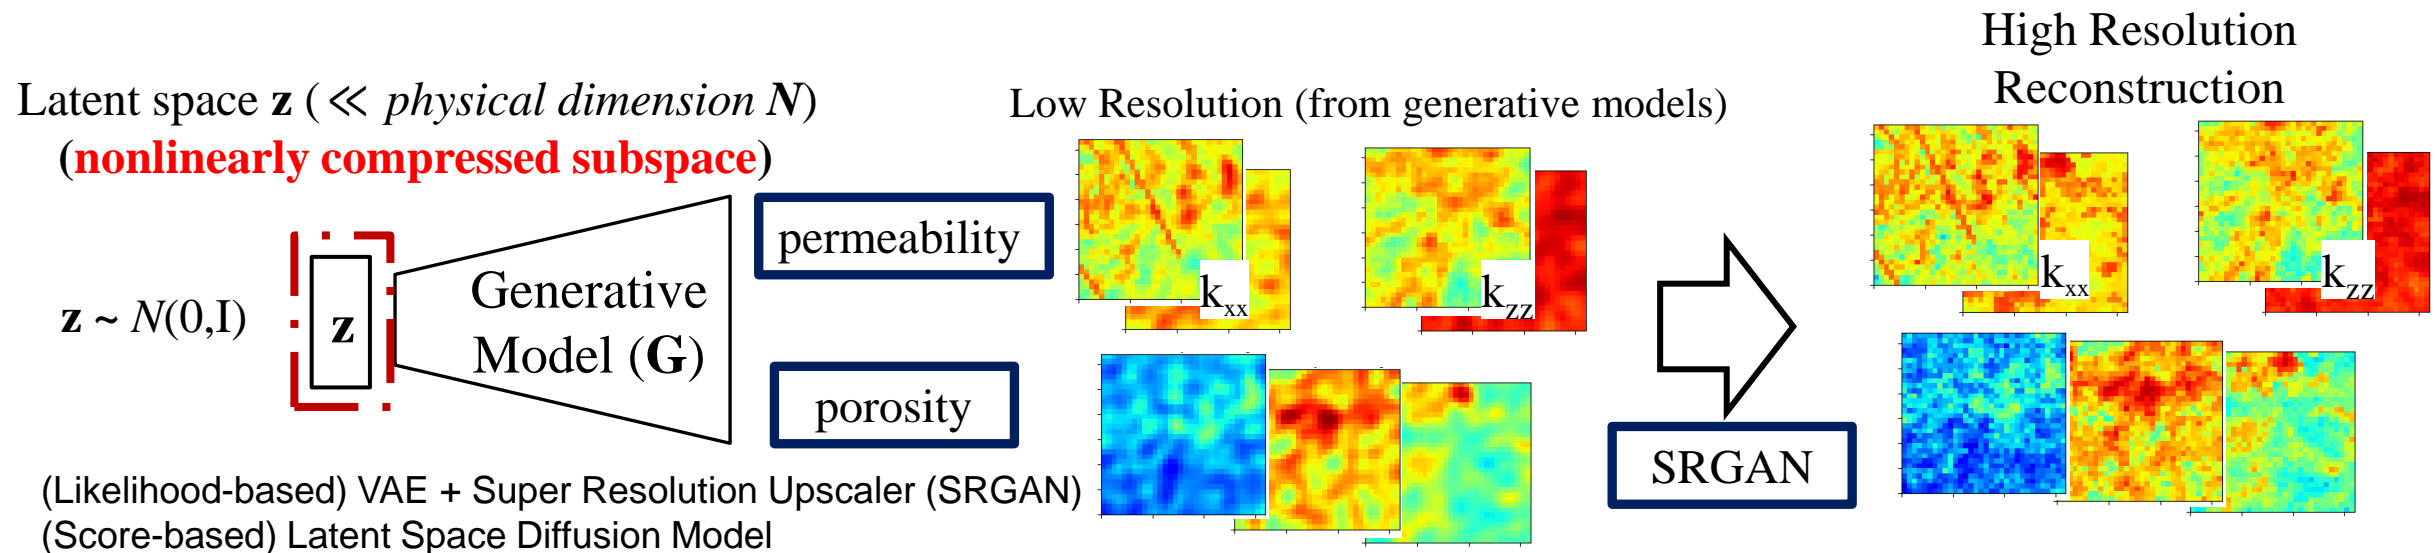 Latent space z (≪ physical dimension N)
(nonlinearly compressed subspace)
z ~ N(0,I)
z
Generative
Model (G)
permeability
porosity
(Likelihood-based) VAE + Super Resolution Upscaler (SRGAN)
(Score-based) Latent Space Diffusion Model
Low Resolution (from generative models)
kxx
kzz
SRGAN
High Resolution
Reconstruction
kxx
kzz